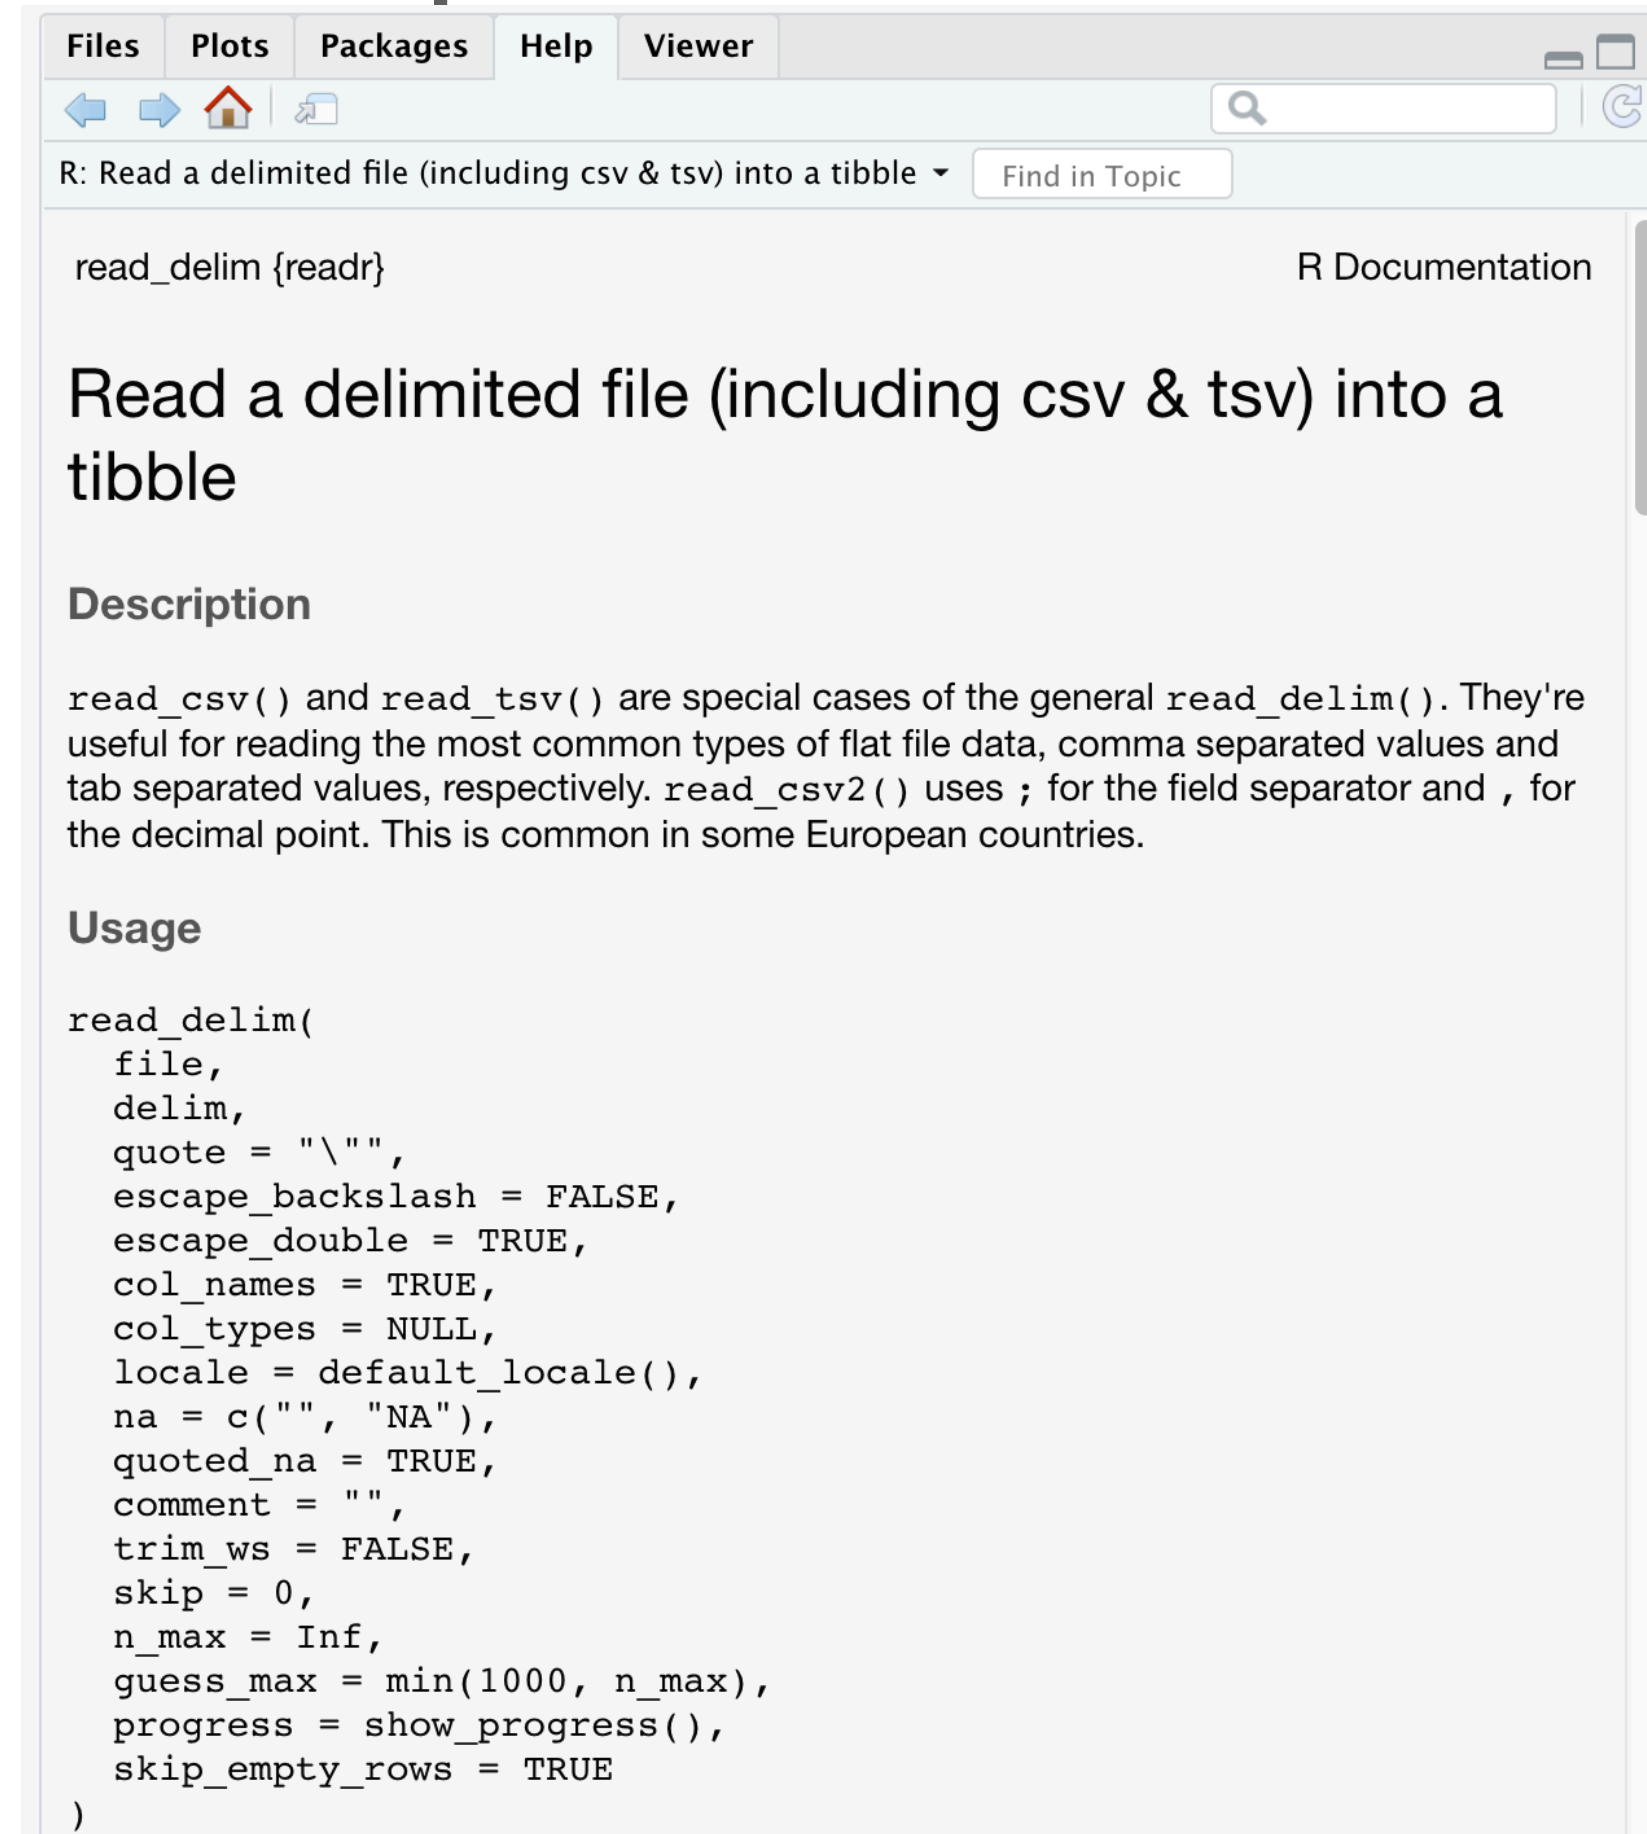 Files Plots Packages Help Viewer
R: Read a delimited file (including csv & tsv) into a tibble Find in Topic
read_delim {readr} R Documentation
Read a delimited file (including csv & tsv) into a
tibble
Description
read_csv() and read_tsv() are special cases of the general read_delim(). They're
useful for reading the most common types of flat file data, comma separated values and
tab separated values, respectively. read_csv2() uses ; for the field separator and , for
the decimal point. This is common in some European countries.
Usage
read_delim(
  file,
  delim,
  quote = "\"",
  escape_backslash = FALSE,
  escape_double = TRUE,
  col_names = TRUE,
  col_types = NULL,
  locale = default_locale(),
  na = c("", "NA"),
  quoted_na = TRUE,
  comment = "",
  trim_ws = FALSE,
  skip = 0,
  n_max = Inf,
  guess_max = min(1000, n_max),
  progress = show_progress(),
  skip_empty_rows = TRUE
)